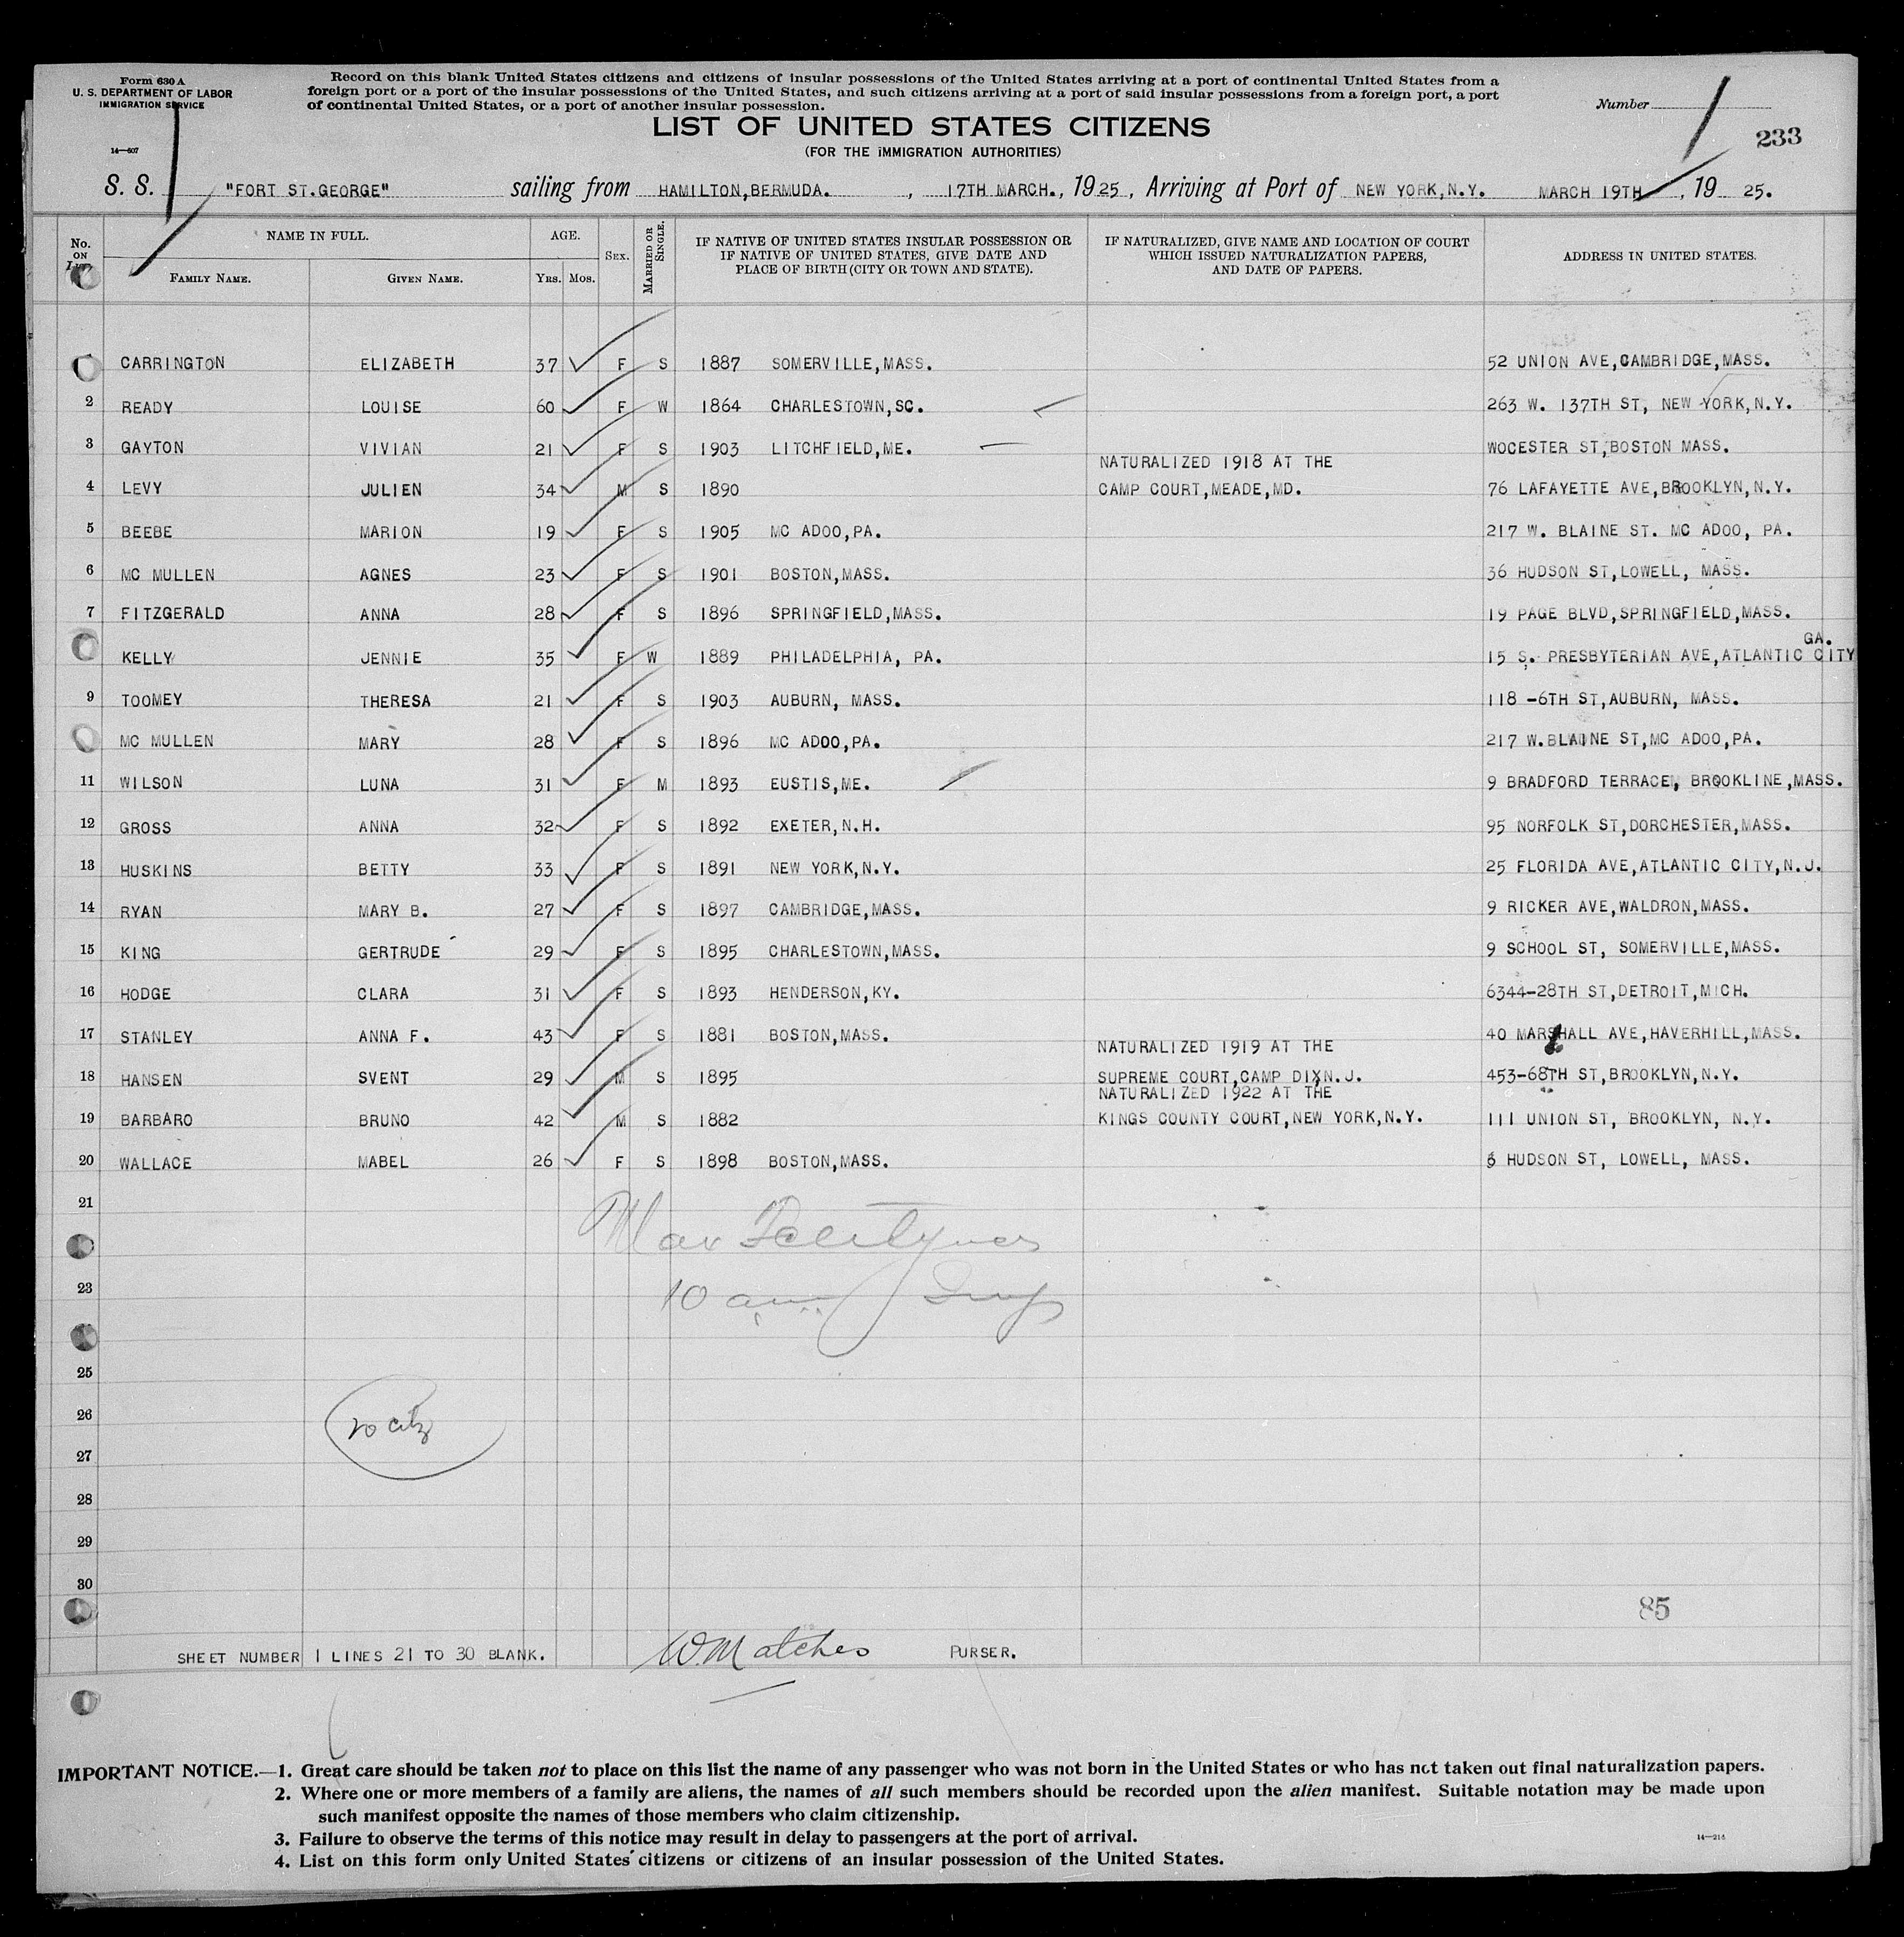 Form 630 A
U. S. DEPARTMENT OF LABOR
IMMIGRATION SERVICE
14—507
Record on this blank United States citizens and citizens of insular possessions of the United States arriving at a port of continental United States from a
foreign port or a port of the insular possessions of the United States, and such citizens arriving at a port of said insular possessions from a foreign port, a port
of continental United States, or a port of another insular possession.
Number 1
233
LIST OF UNITED STATES CITIZENS
(FOR THE IMMIGRATION AUTHORITIES)
S. S. "FORT ST.GEORGE" sailing from HAMILTON,BERMUDA. , 17TH MARCH., 1925, Arriving at Port of NEW YORK,N.Y. MARCH 19TH, 19 25.
No. ON NAME IN FULL. AGE. SEX. MARRIED OR SINGLE. IF NATIVE OF UNITED STATES INSULAR POSSESSION OR IF NATIVE OF UNITED STATES, GIVE DATE AND PLACE OF BIRTH (CITY OR TOWN AND STATE). IF NATURALIZED, GIVE NAME AND LOCATION OF COURT WHICH ISSUED NATURALIZATION PAPERS, AND DATE OF PAPERS. ADDRESS IN UNITED STATES.
FAMILY NAME. GIVEN NAME. YRS. MOS.
CARRINGTON ELIZABETH 37 F S 1887 SOMERVILLE,MASS. 52 UNION AVE,CAMBRIDGE,MASS.
2 READY LOUISE 60 F W 1864 CHARLESTOWN,SC. 263 W. 137TH ST, NEW YORK,N.Y.
3 GAYTON VIVIAN 21 F S 1903 LITCHFIELD,ME. WOCESTER ST,BOSTON MASS.
NATURALIZED 1918 AT THE
4 LEVY JULIEN 34 M S 1890 CAMP COURT,MEADE,MD. 76 LAFAYETTE AVE,BROOKLYN,N.Y.
5 BEEBE MARION 19 F S 1905 MC ADOO,PA. 217 W. BLAINE ST. MC ADOO, PA.
6 MC MULLEN AGNES 23 F S 1901 BOSTON,MASS. 36 HUDSON ST,LOWELL, MASS.
7 FITZGERALD ANNA 28 F S 1896 SPRINGFIELD,MASS. 19 PAGE BLVD,SPRINGFIELD,MASS.
GA.
KELLY JENNIE 35 F W 1889 PHILADELPHIA, PA. 15 S. PRESBYTERIAN AVE,ATLANTIC CITY
9 TOOMEY THERESA 21 F S 1903 AUBURN, MASS. 118 -6TH ST,AUBURN, MASS.
MC MULLEN MARY 28 F S 1896 MC ADOO,PA. 217 W.BLAINE ST,MC ADOO,PA.
11 WILSON LUNA 31 F M 1893 EUSTIS,ME. 9 BRADFORD TERRACE, BROOKLINE,MASS.
12 GROSS ANNA 32 F S 1892 EXETER,N.H. 95 NORFOLK ST,DORCHESTER,MASS.
13 HUSKINS BETTY 33 F S 1891 NEW YORK,N.Y. 25 FLORIDA AVE,ATLANTIC CITY,N.J.
14 RYAN MARY B. 27 F S 1897 CAMBRIDGE,MASS. 9 RICKER AVE,WALDRON,MASS.
15 KING GERTRUDE 29 F S 1895 CHARLESTOWN,MASS. 9 SCHOOL ST, SOMERVILLE,MASS.
16 HODGE CLARA 31 F S 1893 HENDERSON,KY. 6344-28TH ST,DETROIT,MICH.
17 STANLEY ANNA F. 43 F S 1881 BOSTON,MASS. 40 MARSHALL AVE,HAVERHILL,MASS.
NATURALIZED 1919 AT THE
18 HANSEN SVENT 29 M S 1895 SUPREME COURT,CAMP DIX,N.J. 453-68TH ST,BROOKLYN,N.Y.
NATURALIZED 1922 AT THE
19 BARBARO BRUNO 42 M S 1882 KINGS COUNTY COURT,NEW YORK,N.Y. 111 UNION ST, BROOKLYN, N.Y.
20 WALLACE MABEL 26 F S 1898 BOSTON,MASS. HUDSON ST, LOWELL, MASS.
21
Max
23
10 am Insp
25
26
20 citz
27
28
29
30
85
SHEET NUMBER 1 LINES 21 TO 30 BLANK. W. Matches PURSER.
IMPORTANT NOTICE.—1. Great care should be taken not to place on this list the name of any passenger who was not born in the United States or who has not taken out final naturalization papers.
2. Where one or more members of a family are aliens, the names of all such members should be recorded upon the alien manifest. Suitable notation may be made upon
such manifest opposite the names of those members who claim citizenship.
3. Failure to observe the terms of this notice may result in delay to passengers at the port of arrival.
14—218
4. List on this form only United States citizens or citizens of an insular possession of the United States.